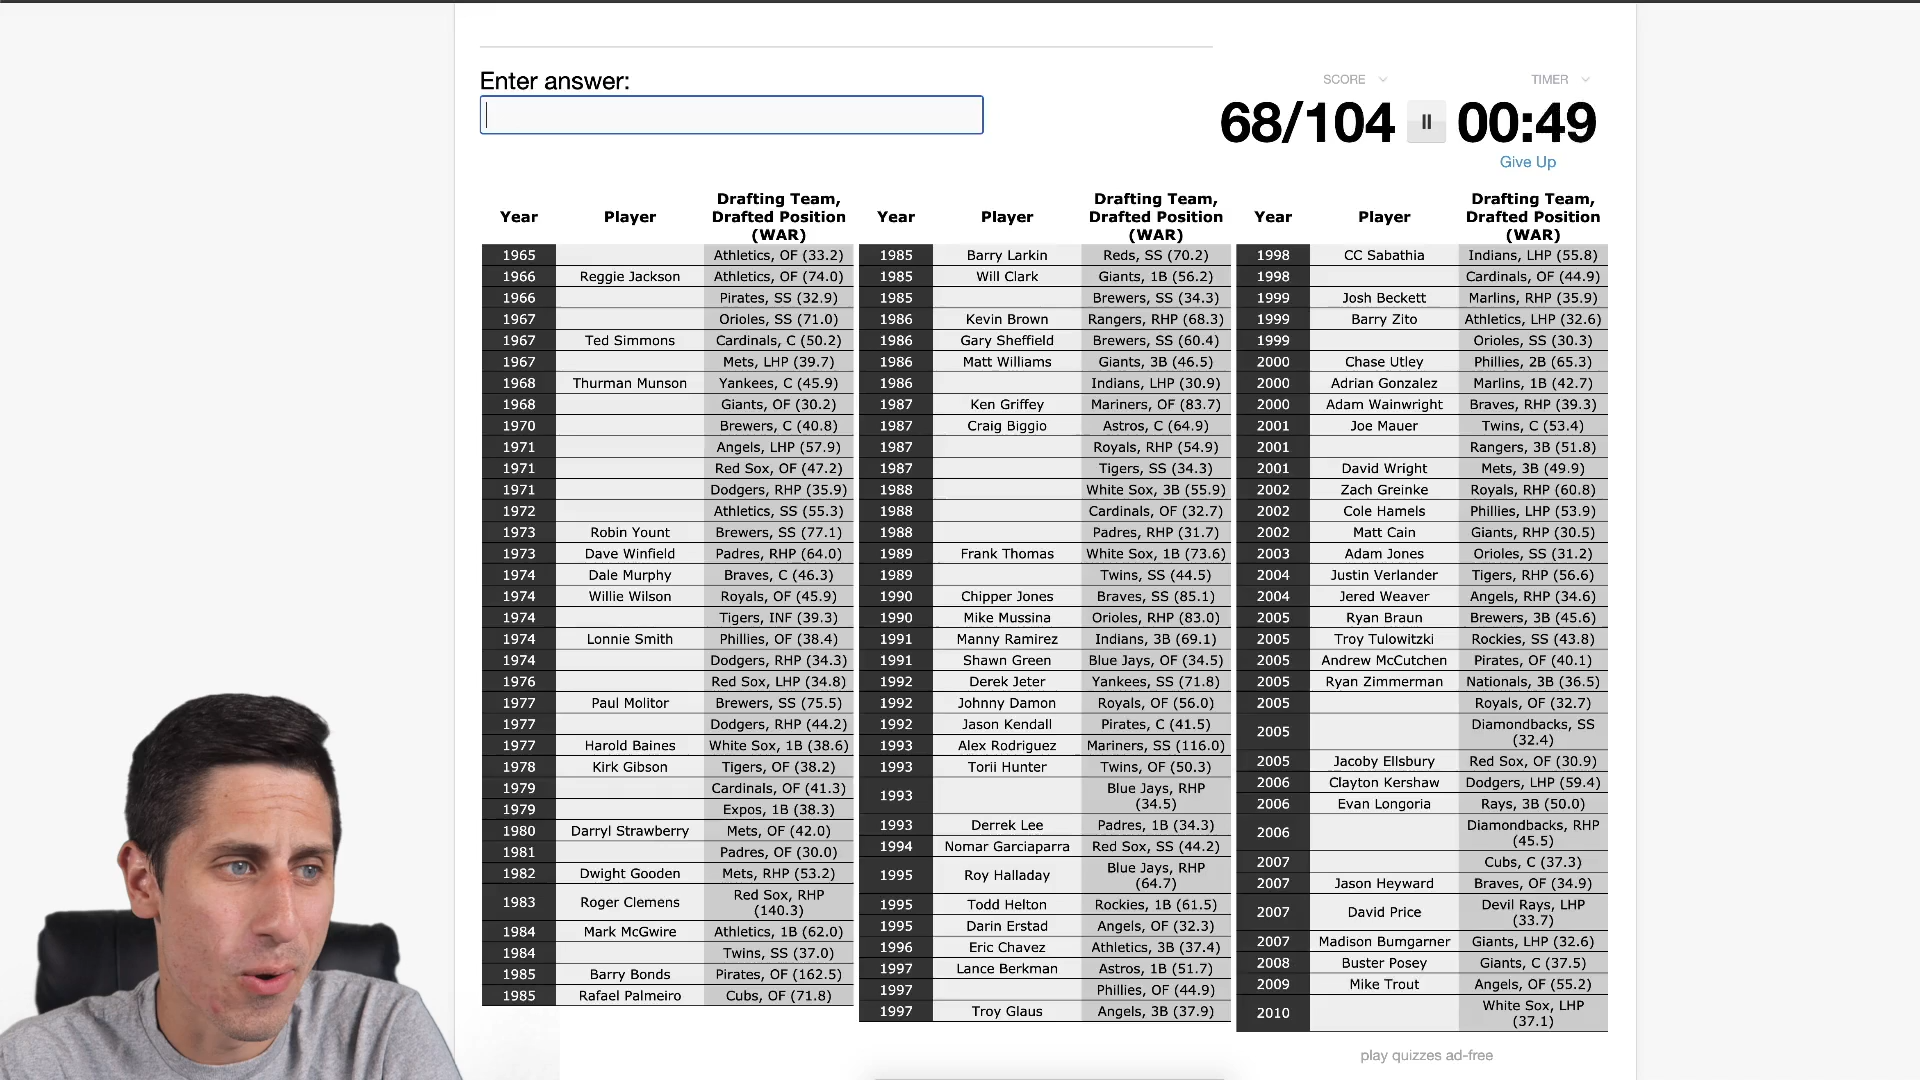 Enter answer:
SCORE
TIMER
68/104
00:49
Give Up
Year Player Drafting Team, Drafted Position (WAR)
1965 Athletics, OF (33.2)
1966 Reggie Jackson Athletics, OF (74.0)
1966 Pirates, SS (32.9)
1967 Orioles, SS (71.0)
1967 Ted Simmons Cardinals, C (50.2)
1967 Mets, LHP (39.7)
1968 Thurman Munson Yankees, C (45.9)
1968 Giants, OF (30.2)
1970 Brewers, C (40.8)
1971 Angels, LHP (57.9)
1971 Red Sox, OF (47.2)
1971 Dodgers, RHP (35.9)
1972 Athletics, SS (55.3)
1973 Robin Yount Brewers, SS (77.1)
1973 Dave Winfield Padres, RHP (64.0)
1974 Dale Murphy Braves, C (46.3)
1974 Willie Wilson Royals, OF (45.9)
1974 Tigers, INF (39.3)
1974 Lonnie Smith Phillies, OF (38.4)
1974 Dodgers, RHP (34.3)
1976 Red Sox, LHP (34.8)
1977 Paul Molitor Brewers, SS (75.5)
1977 Dodgers, RHP (44.2)
1977 Harold Baines White Sox, 1B (38.6)
1978 Kirk Gibson Tigers, OF (38.2)
1979 Cardinals, OF (41.3)
1979 Expos, 1B (38.3)
1980 Darryl Strawberry Mets, OF (42.0)
1981 Padres, OF (30.0)
1982 Dwight Gooden Mets, RHP (53.2)
1983 Roger Clemens Red Sox, RHP (140.3)
1984 Mark McGwire Athletics, 1B (62.0)
1984 Twins, SS (37.0)
1985 Barry Bonds Pirates, OF (162.5)
1985 Rafael Palmeiro Cubs, OF (71.8)
Year Player Drafting Team, Drafted Position (WAR)
1985 Barry Larkin Reds, SS (70.2)
1985 Will Clark Giants, 1B (56.2)
1985 Brewers, SS (34.3)
1986 Kevin Brown Rangers, RHP (68.3)
1986 Gary Sheffield Brewers, SS (60.4)
1986 Matt Williams Giants, 3B (46.5)
1986 Indians, LHP (30.9)
1987 Ken Griffey Mariners, OF (83.7)
1987 Craig Biggio Astros, C (64.9)
1987 Royals, RHP (54.9)
1987 Tigers, SS (34.3)
1988 White Sox, 3B (55.9)
1988 Cardinals, OF (32.7)
1988 Padres, RHP (31.7)
1989 Frank Thomas White Sox, 1B (73.6)
1989 Twins, SS (44.5)
1990 Chipper Jones Braves, SS (85.1)
1990 Mike Mussina Orioles, RHP (83.0)
1991 Manny Ramirez Indians, 3B (69.1)
1991 Shawn Green Blue Jays, OF (34.5)
1992 Derek Jeter Yankees, SS (71.8)
1992 Johnny Damon Royals, OF (56.0)
1992 Jason Kendall Pirates, C (41.5)
1993 Alex Rodriguez Mariners, SS (116.0)
1993 Torii Hunter Twins, OF (50.3)
1993 Blue Jays, RHP (34.5)
1993 Derrek Lee Padres, 1B (34.3)
1994 Nomar Garciaparra Red Sox, SS (44.2)
1995 Roy Halladay Blue Jays, RHP (64.7)
1995 Todd Helton Rockies, 1B (61.5)
1995 Darin Erstad Angels, OF (32.3)
1996 Eric Chavez Athletics, 3B (37.4)
1997 Lance Berkman Astros, 1B (51.7)
1997 Phillies, OF (44.9)
1997 Troy Glaus Angels, 3B (37.9)
Year Player Drafting Team, Drafted Position (WAR)
1998 CC Sabathia Indians, LHP (55.8)
1998 Cardinals, OF (44.9)
1999 Josh Beckett Marlins, RHP (35.9)
1999 Barry Zito Athletics, LHP (32.6)
1999 Orioles, SS (30.3)
2000 Chase Utley Phillies, 2B (65.3)
2000 Adrian Gonzalez Marlins, 1B (42.7)
2000 Adam Wainwright Braves, RHP (39.3)
2001 Joe Mauer Twins, C (53.4)
2001 Rangers, 3B (51.8)
2001 David Wright Mets, 3B (49.9)
2002 Zach Greinke Royals, RHP (60.8)
2002 Cole Hamels Phillies, LHP (53.9)
2002 Matt Cain Giants, RHP (30.5)
2003 Adam Jones Orioles, SS (31.2)
2004 Justin Verlander Tigers, RHP (56.6)
2004 Jered Weaver Angels, RHP (34.6)
2005 Ryan Braun Brewers, 3B (45.6)
2005 Troy Tulowitzki Rockies, SS (43.8)
2005 Andrew McCutchen Pirates, OF (40.1)
2005 Ryan Zimmerman Nationals, 3B (36.5)
2005 Royals, OF (32.7)
2005 Diamondbacks, SS (32.4)
2005 Jacoby Ellsbury Red Sox, OF (30.9)
2006 Clayton Kershaw Dodgers, LHP (59.4)
2006 Evan Longoria Rays, 3B (50.0)
2006 Diamondbacks, RHP (45.5)
2007 Cubs, C (37.3)
2007 Jason Heyward Braves, OF (34.9)
2007 David Price Devil Rays, LHP (33.7)
2007 Madison Bumgarner Giants, LHP (32.6)
2008 Buster Posey Giants, C (37.5)
2009 Mike Trout Angels, OF (55.2)
2010 White Sox, LHP (37.1)
play quizzes ad-free